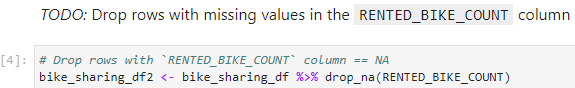 TODO: Drop rows with missing values in the RENTED_BIKE_COUNT column
[4]: # Drop rows with `RENTED_BIKE_COUNT` column == NA
bike_sharing_df2 <- bike_sharing_df %>% drop_na(RENTED_BIKE_COUNT)